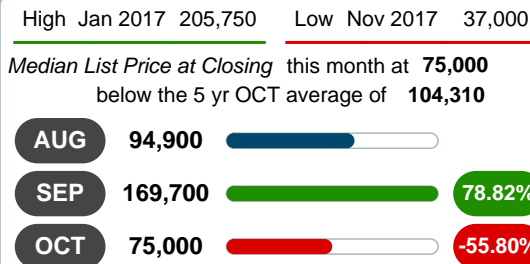 High Jan 2017 205,750 Low Nov 2017 37,000
Median List Price at Closing this month at 75,000
below the 5 yr OCT average of 104,310
AUG 94,900
SEP 169,700 78.82%
OCT 75,000 -55.80%